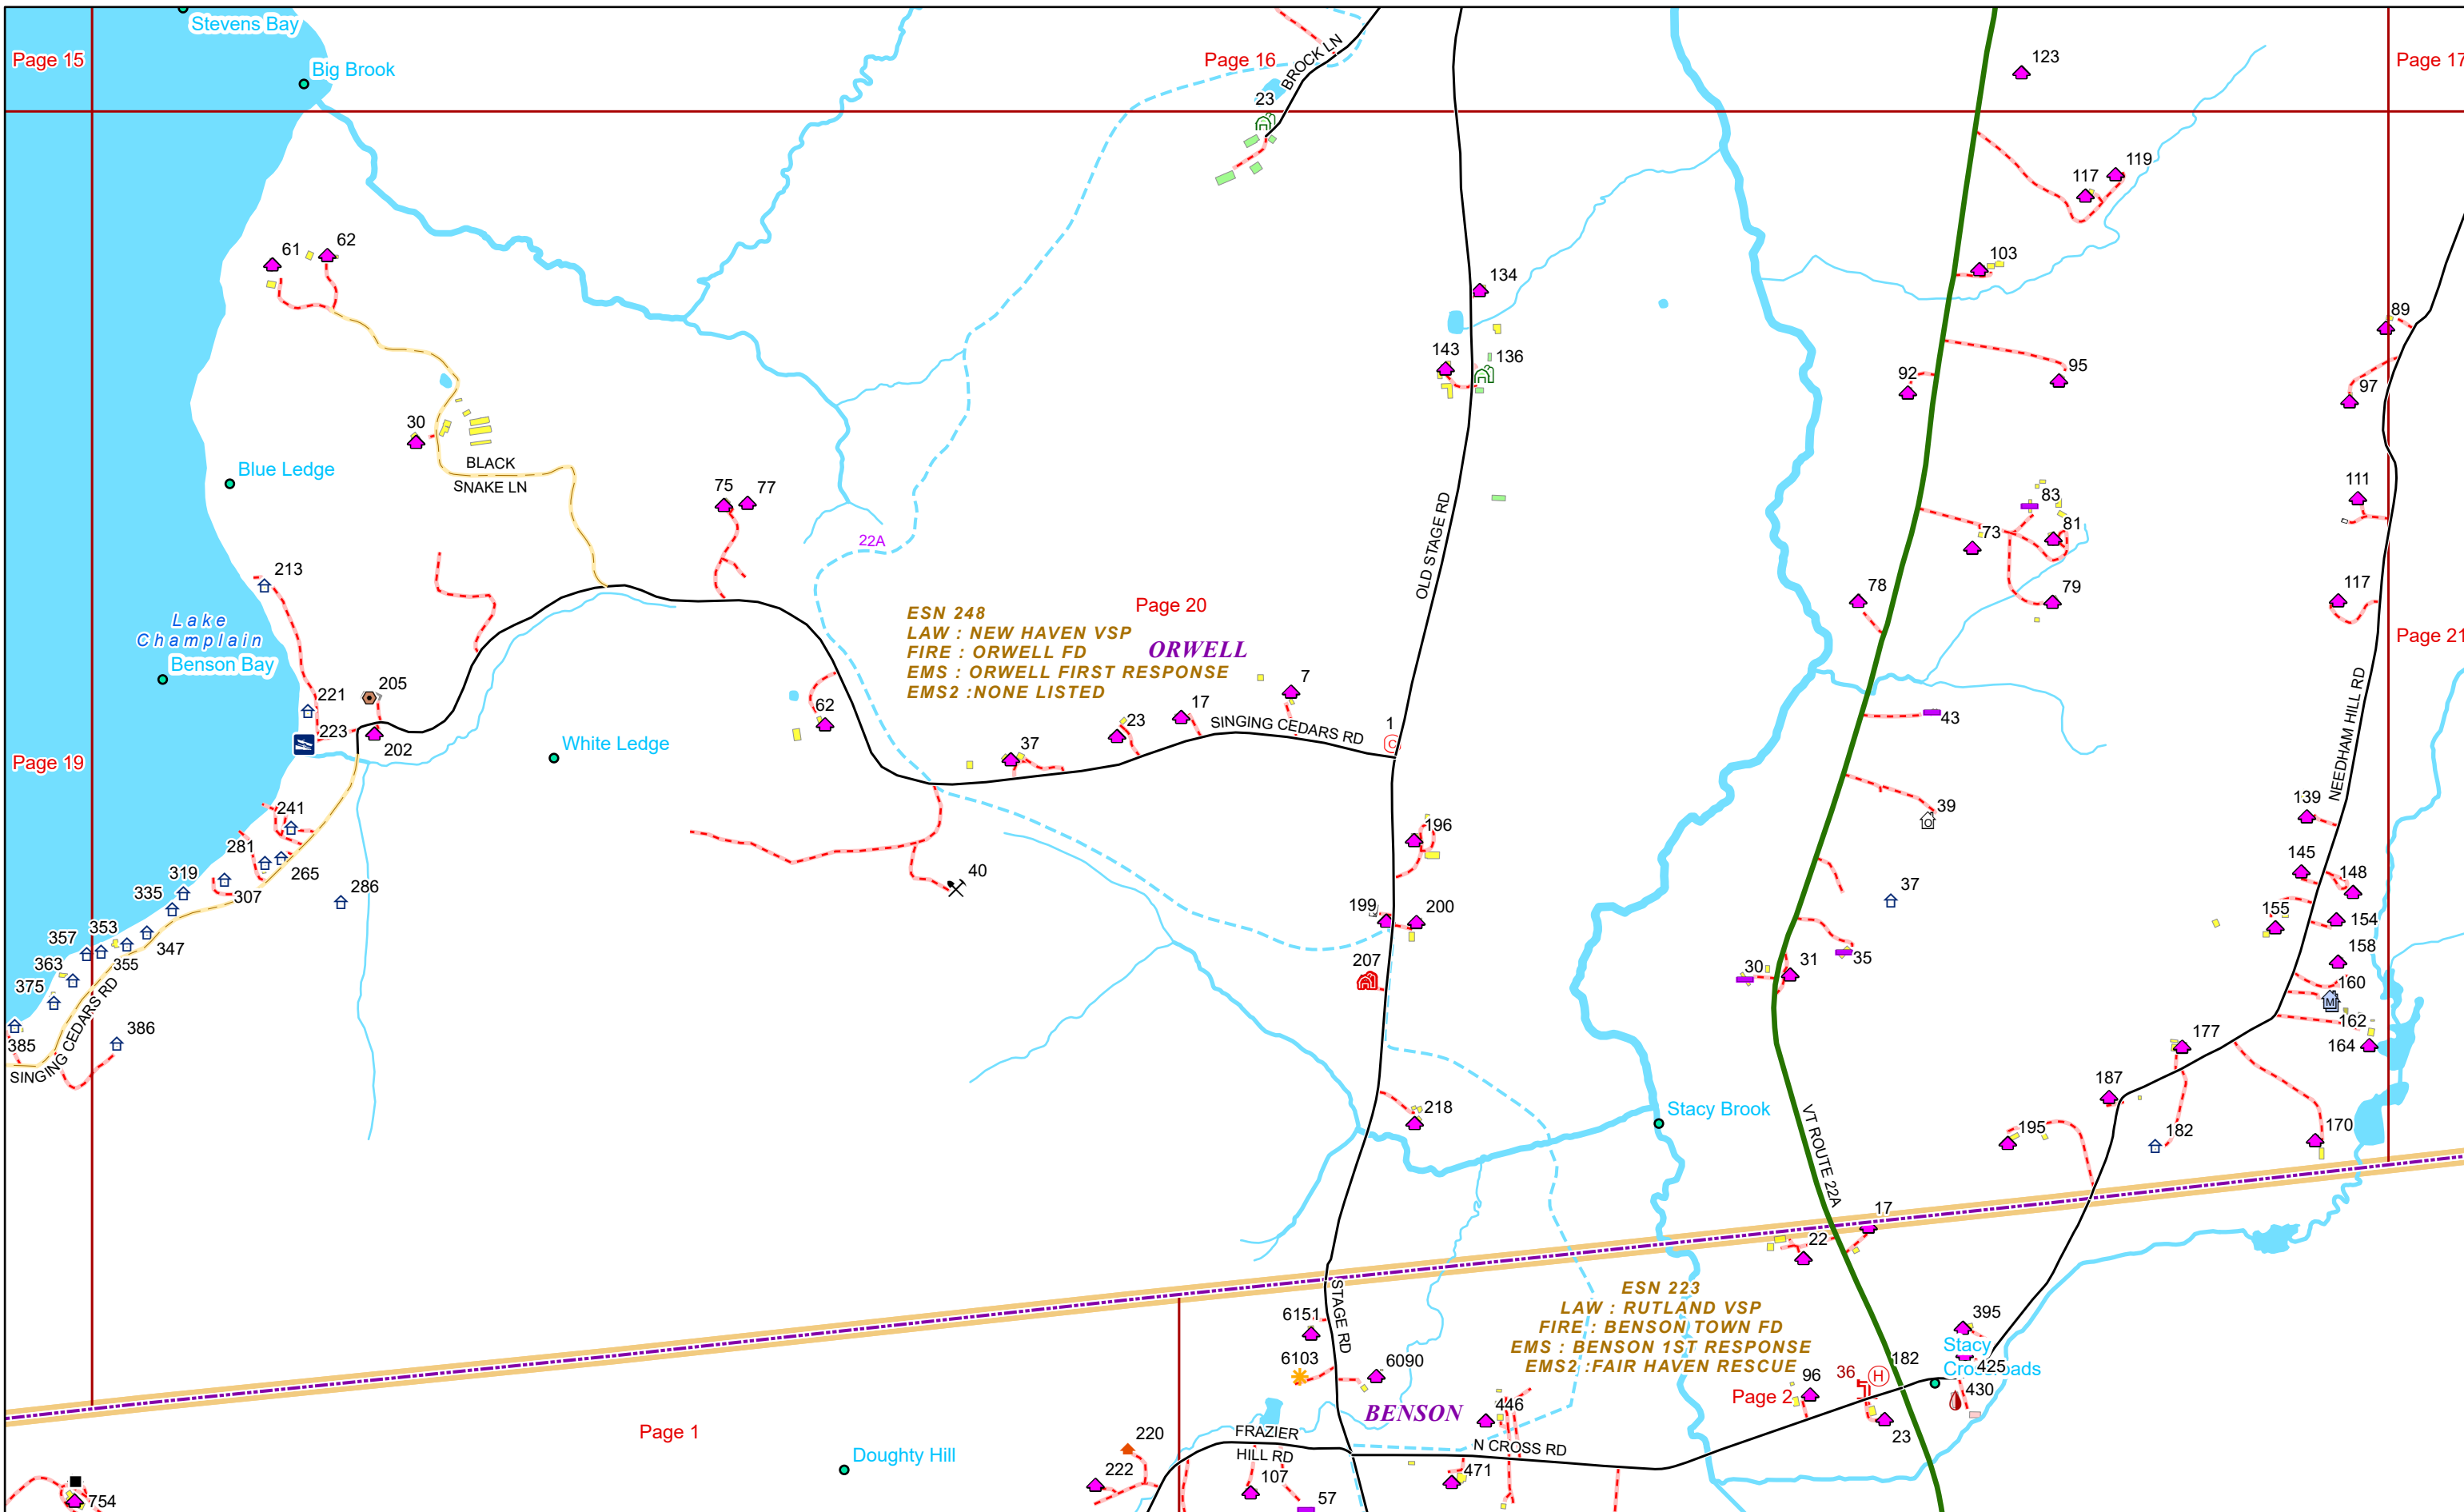 Stevens Bay
Page 15
Big Brook
Page 16
BROCK LN
23
123
Page 17
119
117
61
62
103
134
89
143
136
95
92
97
30
BLACK
SNAKE LN
Blue Ledge
75
77
111
83
22A
OLD STAGE RD
73
81
213
78
79
117
Lake
Champlain
Benson Bay
ESN 248
LAW : NEW HAVEN VSP
FIRE : ORWELL FD
EMS : ORWELL FIRST RESPONSE
EMS2 :NONE LISTED
Page 20
ORWELL
Page 21
NEEDHAM HILL RD
205
221
7
17
62
23
SINGING CEDARS RD
1
C
43
223
202
White Ledge
37
Page 19
241
139
39
O
196
281
265
145
40
319
148
335
307
286
37
199
200
155
154
353
357
347
355
158
363
207
30
31
35
375
160
M
162
SINGING CEDARS RD
386
385
177
164
187
218
Stacy Brook
VT ROUTE 22A
195
182
170
17
22
STAGE RD
ESN 223
LAW : RUTLAND VSP
FIRE : BENSON TOWN FD
EMS : BENSON 1ST RESPONSE
EMS2 :FAIR HAVEN RESCUE
6151
395
Stacy
Crossroads
6103
6090
182
425
36
H
96
Page 2
430
BENSON
446
Page 1
220
FRAZIER
HILL RD
N CROSS RD
23
Doughty Hill
222
107
471
57
754